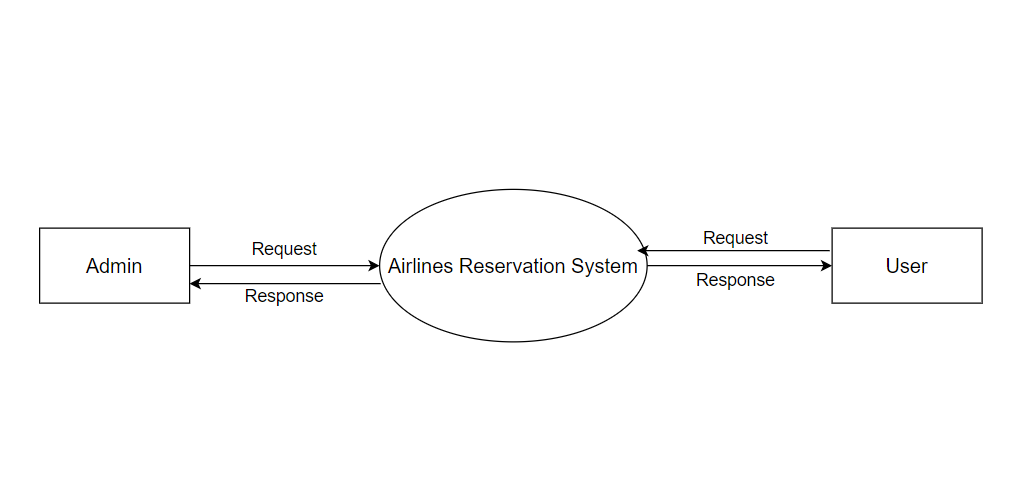 Admin
Request
Response
Airlines Reservation System
Request
Response
User